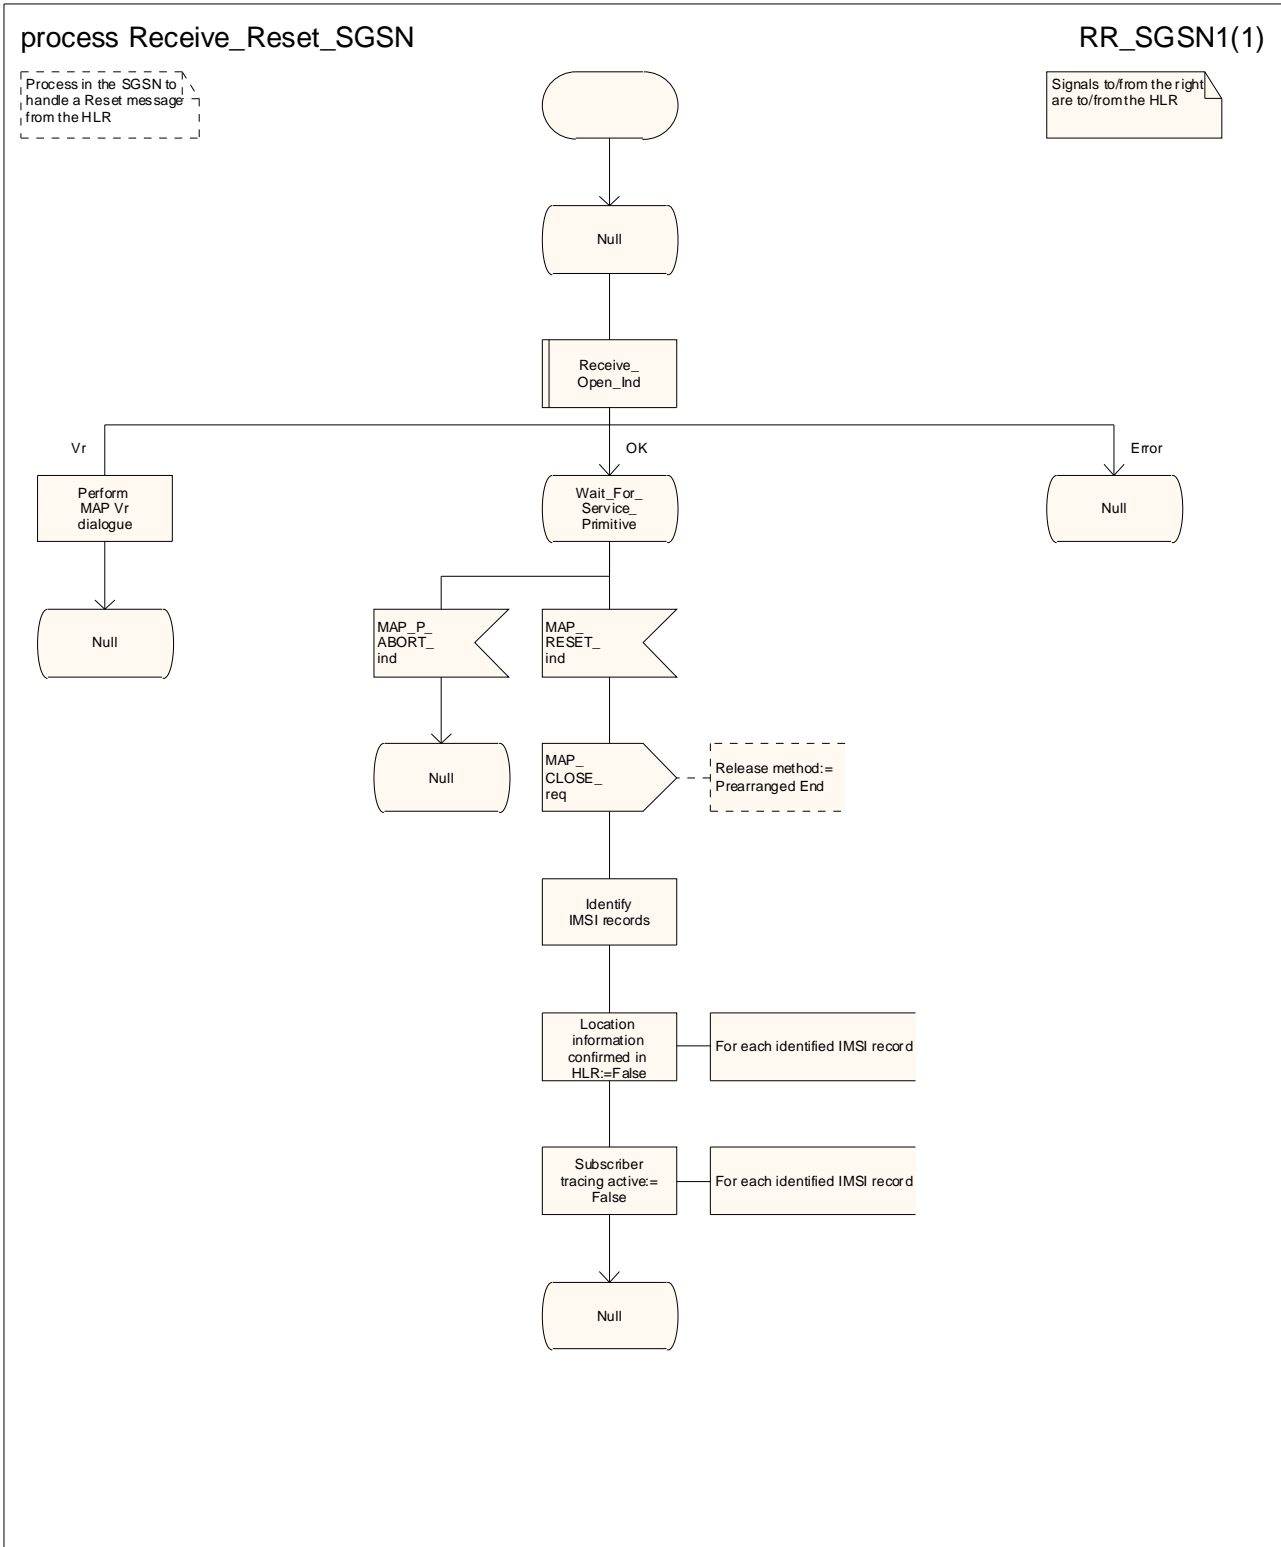 process Receive_Reset_SGSN
RR_SGSN1(1)
Process in the SGSN to
handle a Reset message
from the HLR
Signals to/from the right
are to/from the HLR
Null
Receive_
Open_Ind
Vr
OK
Error
Perform
MAP Vr
dialogue
Wait_For_
Service_
Primitive
Null
Null
MAP_P_
ABORT_
ind
MAP_
RESET_
ind
Null
MAP_
CLOSE_
req
Release method:=
Prearranged End
Identify
IMSI records
Location
information
confirmed in
HLR:=False
For each identified IMSI record
Subscriber
tracing active:=
False
For each identified IMSI record
Null